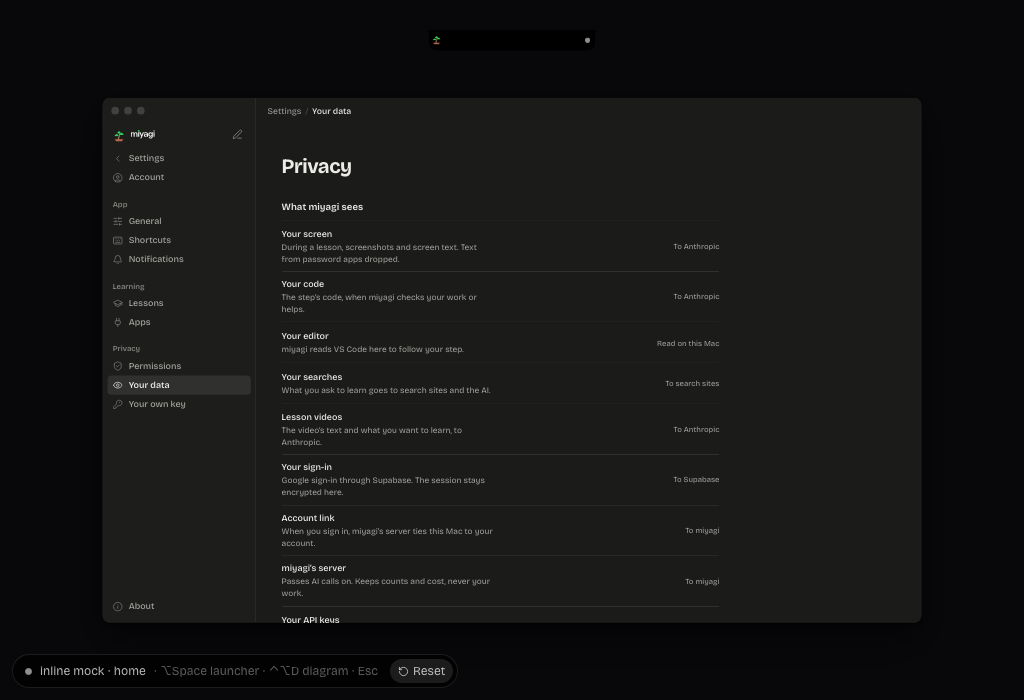 Settings / Your data
miyagi
Settings
Account
App
General
Shortcuts
Notifications
Learning
Lessons
Apps
Privacy
Permissions
Your data
Your own key
About
Privacy
What miyagi sees
Your screen
During a lesson, screenshots and screen text. Text
from password apps dropped.
To Anthropic
Your code
The step's code, when miyagi checks your work or
helps.
To Anthropic
Your editor
miyagi reads VS Code here to follow your step.
Read on this Mac
Your searches
What you ask to learn goes to search sites and the AI.
To search sites
Lesson videos
The video's text and what you want to learn, to
Anthropic.
To Anthropic
Your sign-in
Google sign-in through Supabase. The session stays
encrypted here.
To Supabase
Account link
When you sign in, miyagi's server ties this Mac to your
account.
To miyagi
miyagi's server
Passes AI calls on. Keeps counts and cost, never your
work.
To miyagi
Your API keys
inline mock · home · ⌥Space launcher · ^⌥D diagram · Esc Reset